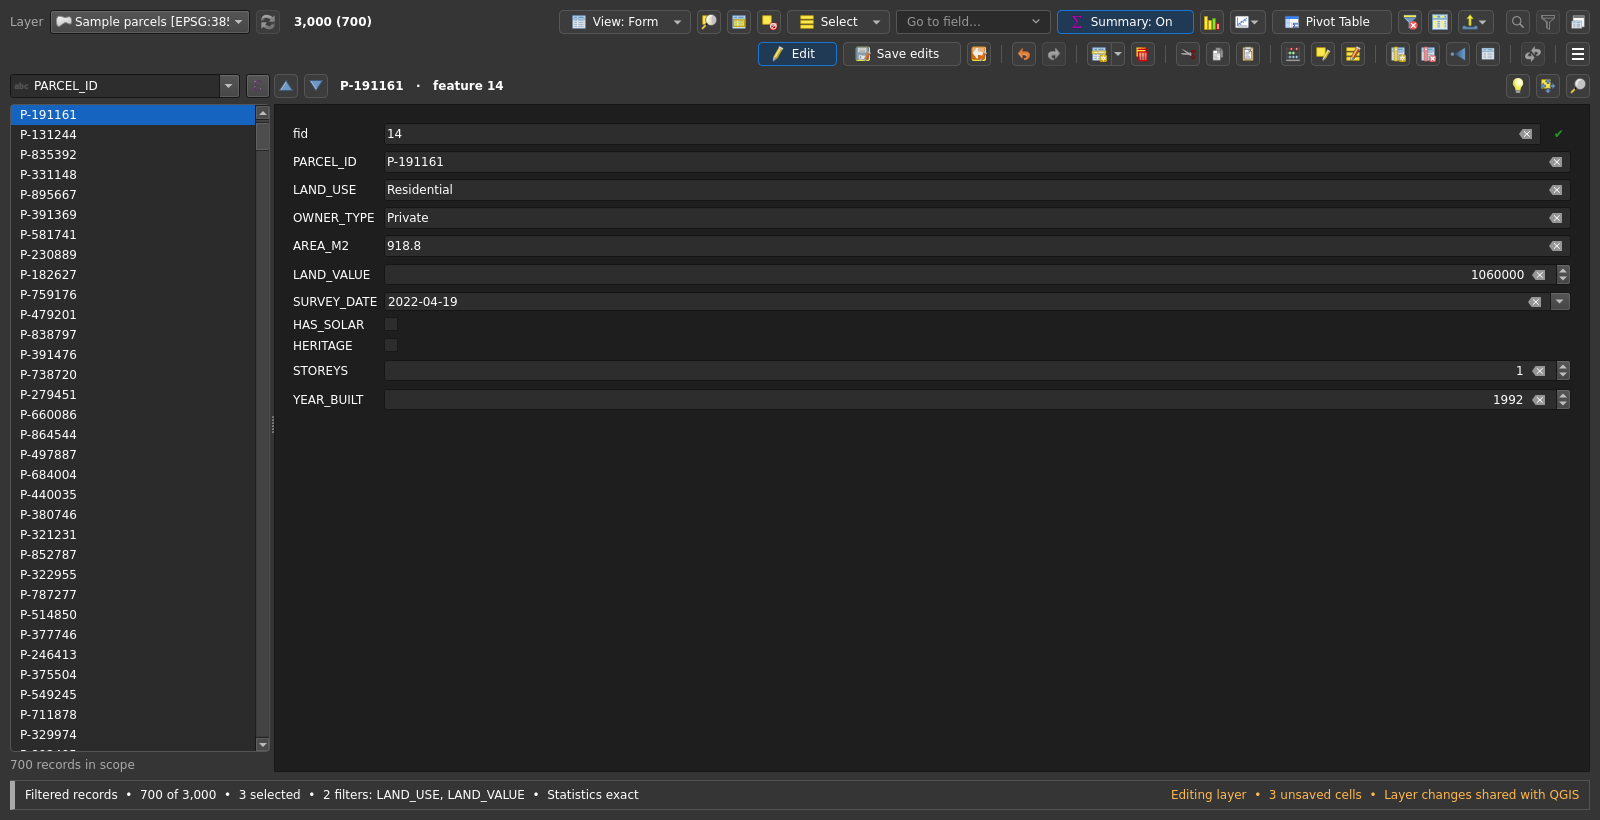 Layer Sample parcels [EPSG:38 3,000 (700) View: Form Select Go to field... Summary: On Pivot Table
Edit Save edits
abc PARCEL_ID P-191161 · feature 14
P-191161
P-131244
P-835392
P-331148
P-895667
P-391369
P-581741
P-230889
P-182627
P-759176
P-479201
P-838797
P-391476
P-738720
P-279451
P-660086
P-864544
P-497887
P-684004
P-440035
P-380746
P-321231
P-852787
P-322955
P-787277
P-514850
P-377746
P-246413
P-375504
P-549245
P-711878
P-329974
700 records in scope
fid 14
PARCEL_ID P-191161
LAND_USE Residential
OWNER_TYPE Private
AREA_M2 918.8
LAND_VALUE 1060000
SURVEY_DATE 2022-04-19
HAS_SOLAR
HERITAGE
STOREYS 1
YEAR_BUILT 1992
Filtered records • 700 of 3,000 • 3 selected • 2 filters: LAND_USE, LAND_VALUE • Statistics exact
Editing layer • 3 unsaved cells • Layer changes shared with QGIS